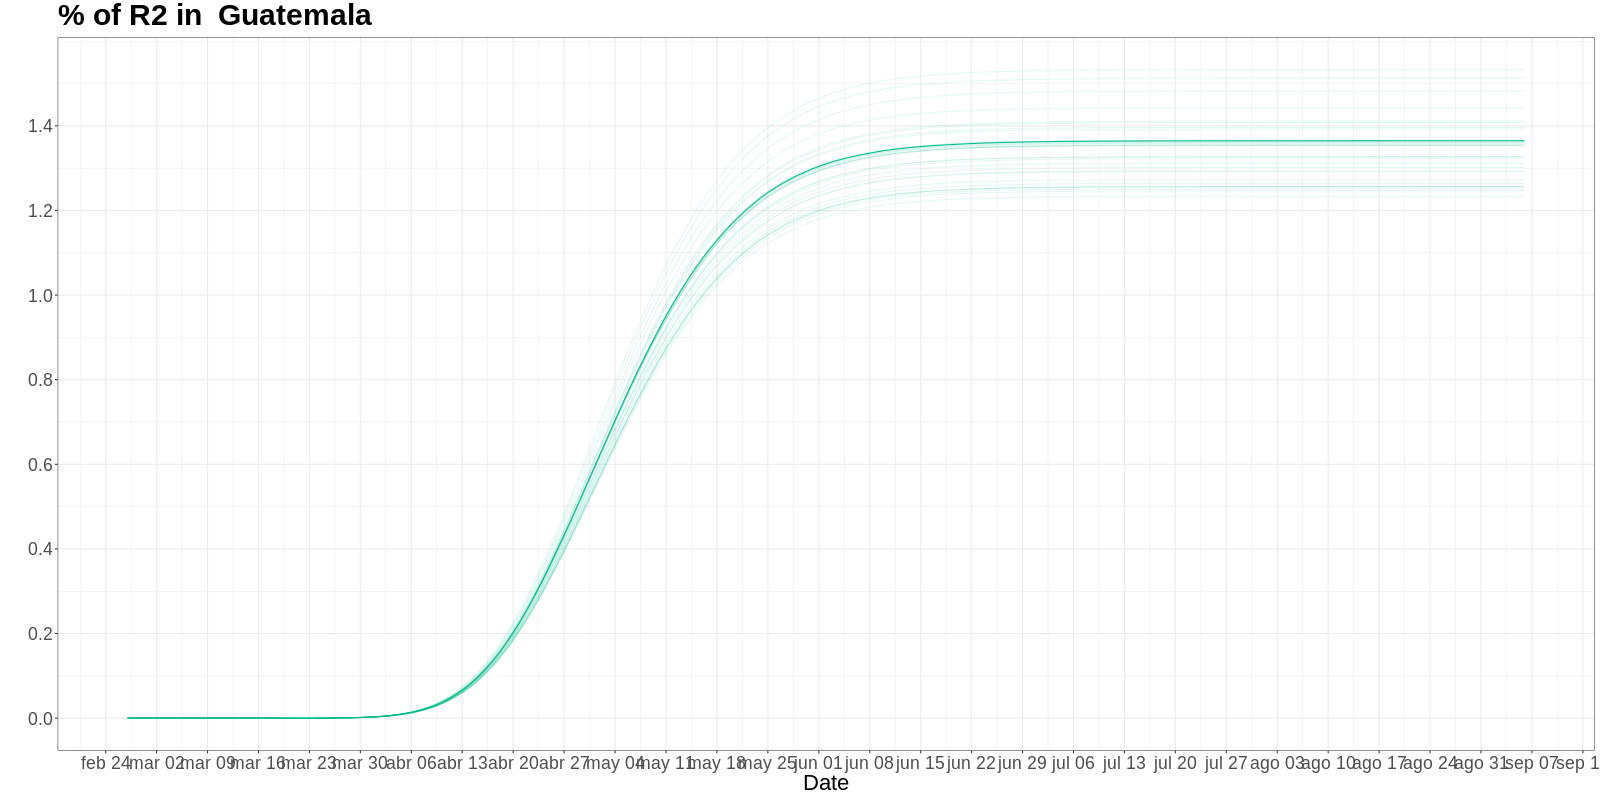 % of R2 in  Guatemala
1.4
1.2
1.0
0.8
0.6
0.4
0.2
0.0
feb 24 mar 02 mar 09 mar 16 mar 23 mar 30 abr 06 abr 13 abr 20 abr 27 may 04 may 11 may 18 may 25 jun 01 jun 08 jun 15 jun 22 jun 29 jul 06 jul 13 jul 20 jul 27 ago 03 ago 10 ago 17 ago 24 ago 31 sep 07 sep 1
Date